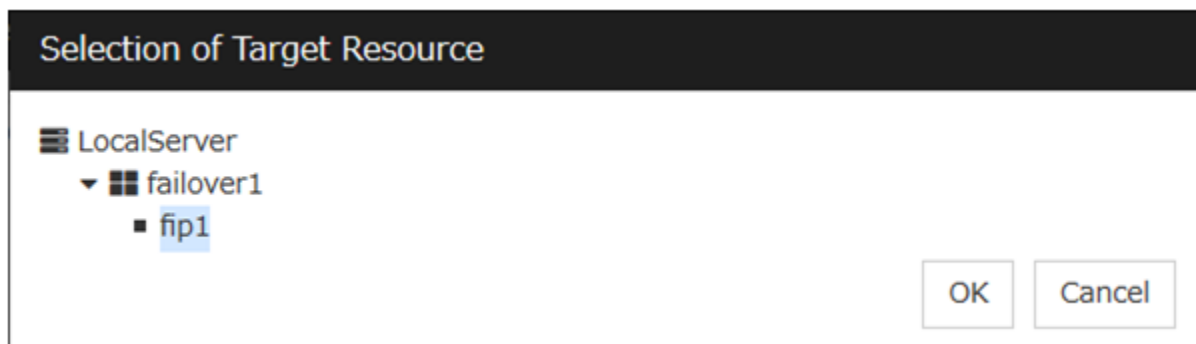 Selection of Target Resource
LocalServer
failover1
fip1
OK Cancel